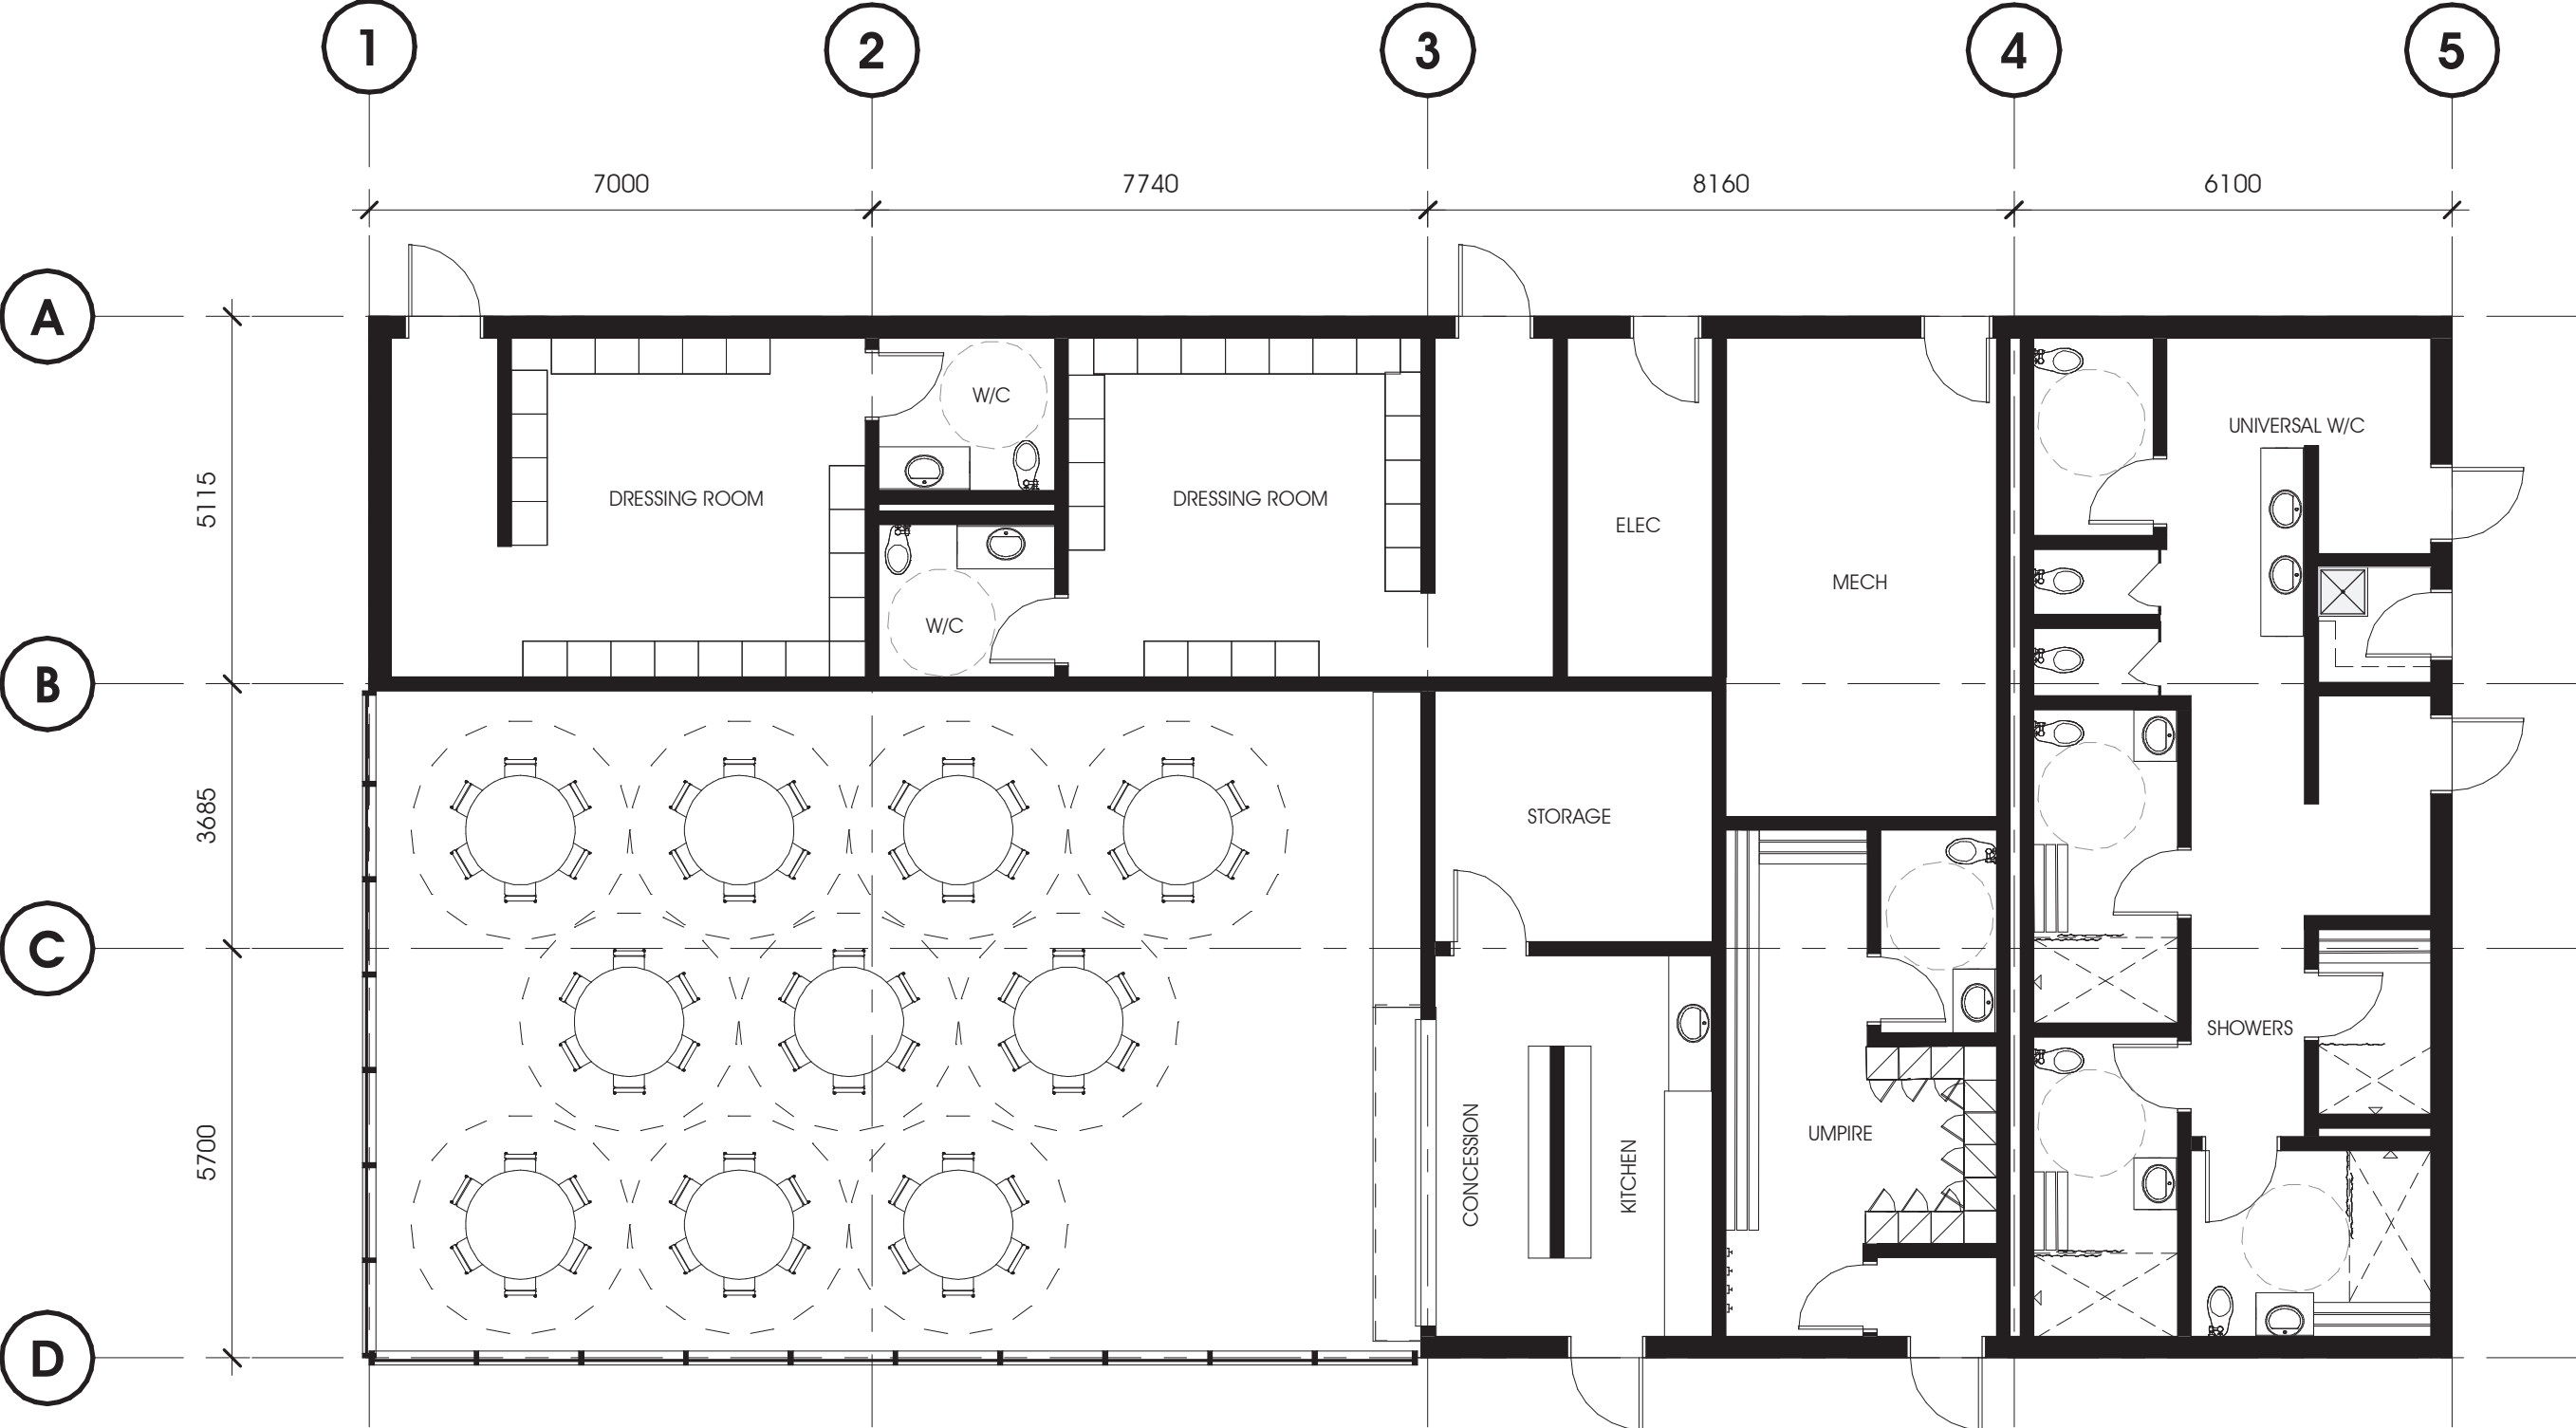 1
2
3
4
5
7000
7740
8160
6100
A
W/C
UNIVERSAL W/C
5115
DRESSING ROOM
DRESSING ROOM
ELEC
MECH
W/C
B
3685
STORAGE
C
SHOWERS
5700
CONCESSION
KITCHEN
UMPIRE
D